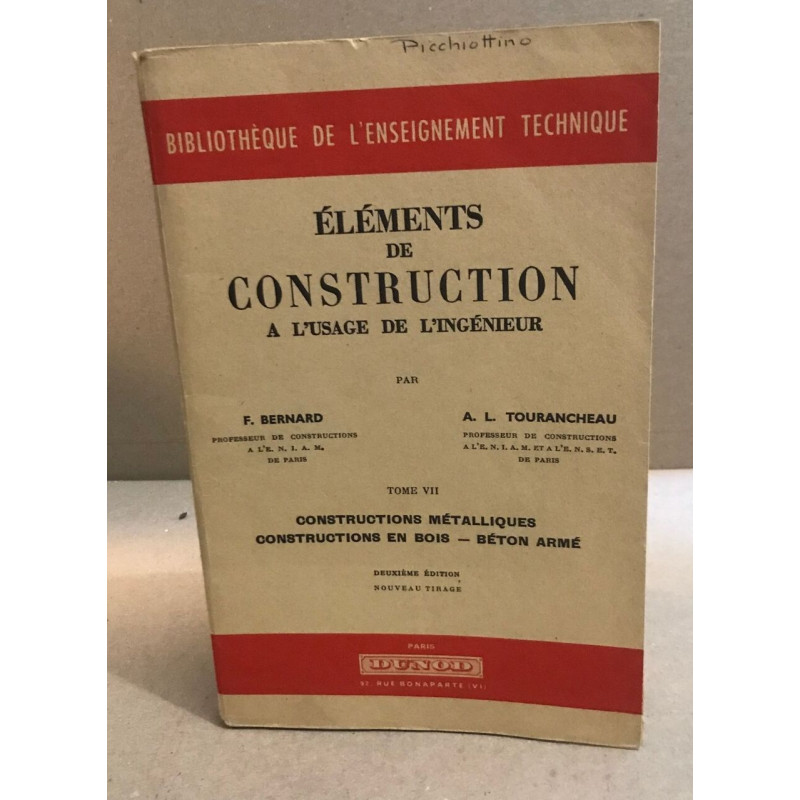 Picchiottino
BIBLIOTHÈQUE DE L'ENSEIGNEMENT TECHNIQUE
ÉLÉMENTS
DE
CONSTRUCTION
A L'USAGE DE L'INGÉNIEUR
PAR
F. BERNARD
PROFESSEUR DE CONSTRUCTIONS
A L'E. N. I. A. M.
DE PARIS
A. L. TOURANCHEAU
PROFESSEUR DE CONSTRUCTIONS
A L'E. N. I. A. M. ET A L'E. N. S. E. T.
DE PARIS
TOME VII
CONSTRUCTIONS MÉTALLIQUES
CONSTRUCTIONS EN BOIS — BÉTON ARMÉ
DEUXIÈME ÉDITION
NOUVEAU TIRAGE
PARIS
DUNOD
92, RUE BONAPARTE (VI)